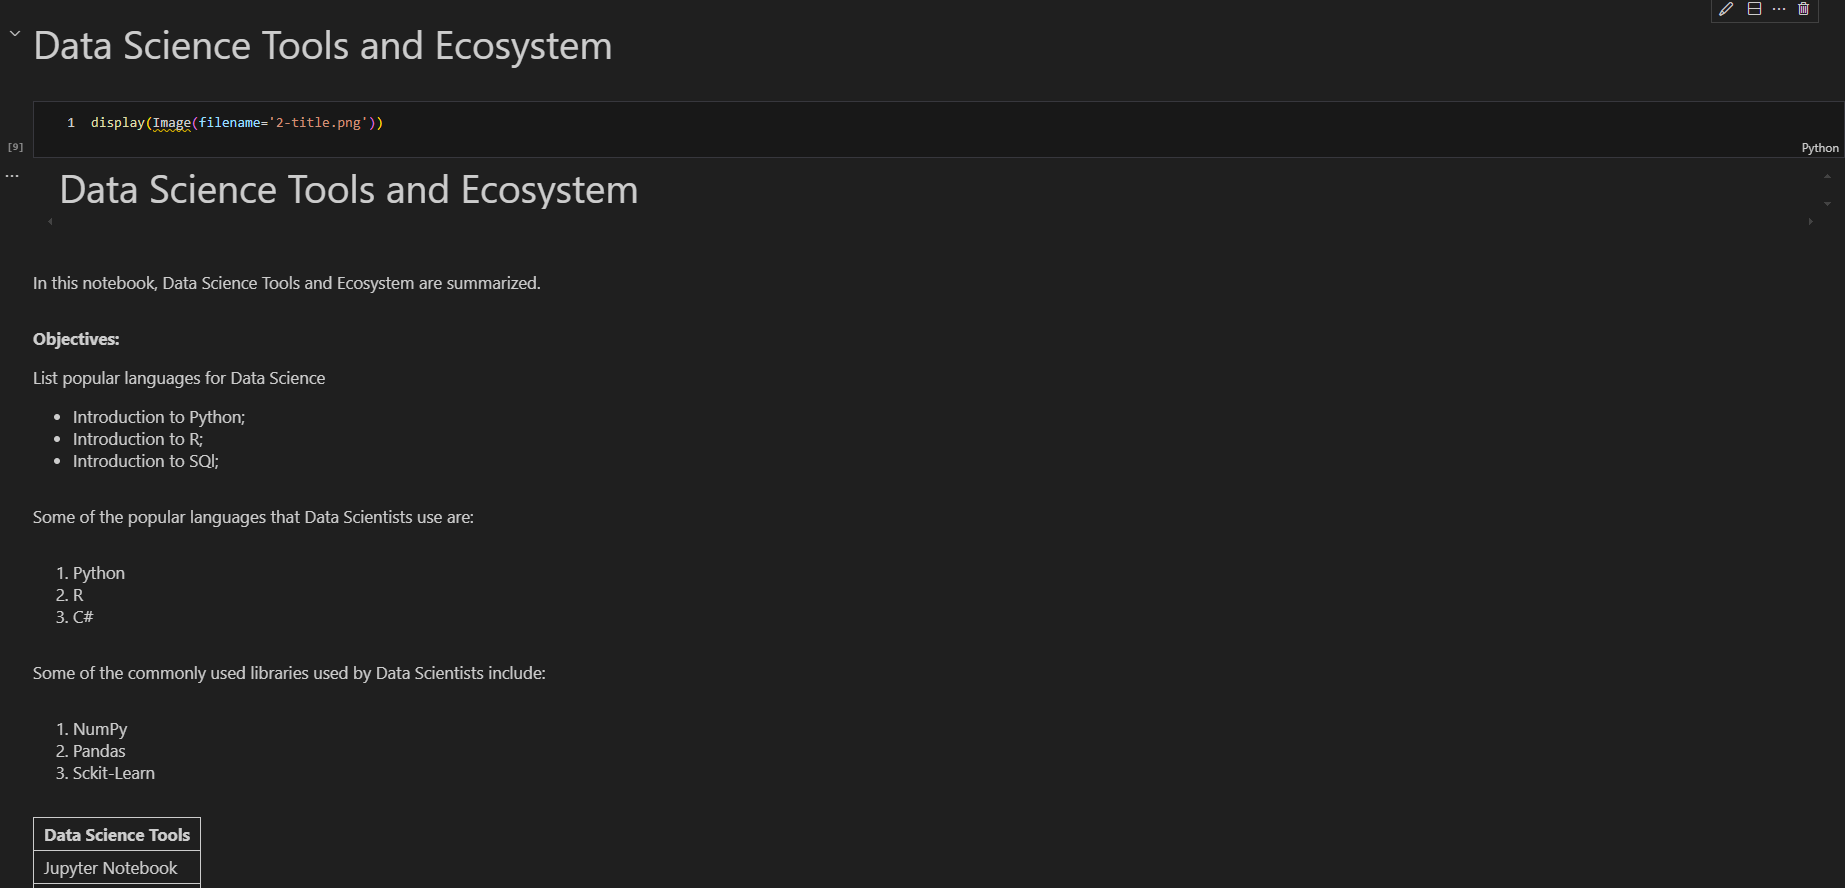 Data Science Tools and Ecosystem
1 display(Image(filename='2-title.png'))
[9]
Python
Data Science Tools and Ecosystem
In this notebook, Data Science Tools and Ecosystem are summarized.
Objectives:
List popular languages for Data Science
• Introduction to Python;
• Introduction to R;
• Introduction to SQl;
Some of the popular languages that Data Scientists use are:
1. Python
2. R
3. C#
Some of the commonly used libraries used by Data Scientists include:
1. NumPy
2. Pandas
3. Sckit-Learn
Data Science Tools
Jupyter Notebook